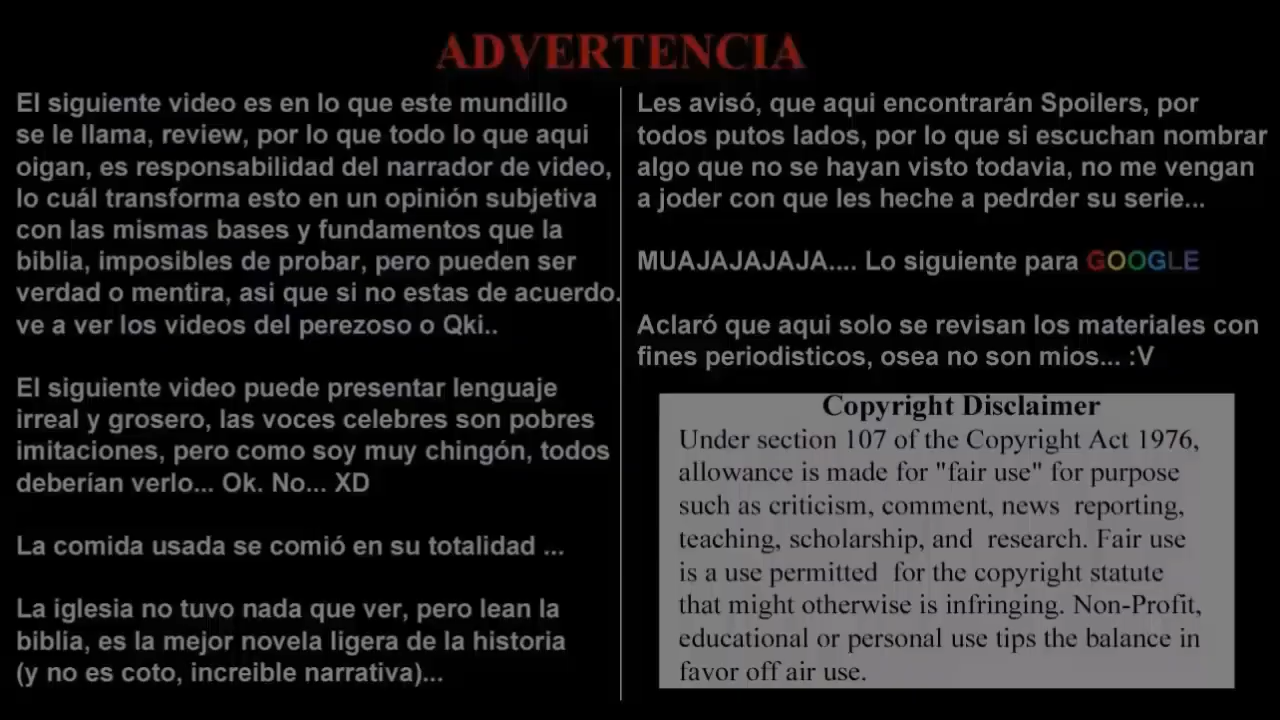 ADVERTENCIA
El siguiente video es en lo que este mundillo
se le llama, review, por lo que todo lo que aqui
oigan, es responsabilidad del narrador de video,
lo cuál transforma esto en un opinión subjetiva
con las mismas bases y fundamentos que la
biblia, imposibles de probar, pero pueden ser
verdad o mentira, asi que si no estas de acuerdo.
ve a ver los videos del perezoso o Qki..
El siguiente video puede presentar lenguaje
irreal y grosero, las voces celebres son pobres
imitaciones, pero como soy muy chingón, todos
deberían verlo... Ok. No... XD
La comida usada se comió en su totalidad ...
La iglesia no tuvo nada que ver, pero lean la
biblia, es la mejor novela ligera de la historia
(y no es coto, increible narrativa)...
Les avisó, que aqui encontrarán Spoilers, por
todos putos lados, por lo que si escuchan nombrar
algo que no se hayan visto todavia, no me vengan
a joder con que les heche a pedrder su serie...
MUAJAJAJAJA.... Lo siguiente para GOOGLE
Aclaró que aqui solo se revisan los materiales con
fines periodisticos, osea no son mios... :V
Copyright Disclaimer
Under section 107 of the Copyright Act 1976,
allowance is made for "fair use" for purpose
such as criticism, comment, news reporting,
teaching, scholarship, and research. Fair use
is a use permitted for the copyright statute
that might otherwise is infringing. Non-Profit,
educational or personal use tips the balance in
favor off air use.